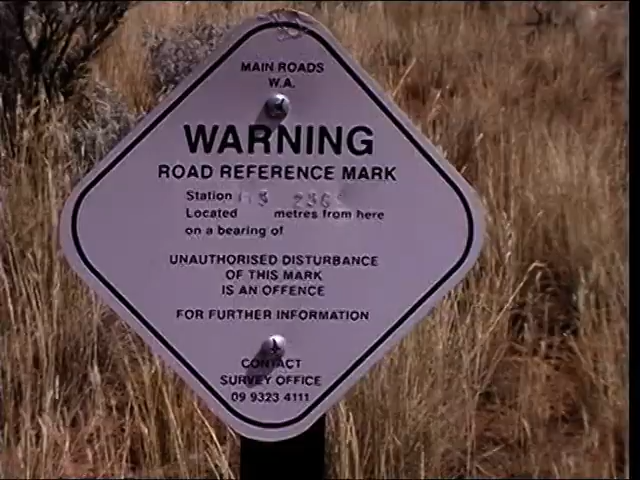 MAIN ROADS
W.A.
WARNING
ROAD REFERENCE MARK
Station
Located metres from here
on a bearing of
UNAUTHORISED DISTURBANCE
OF THIS MARK
IS AN OFFENCE
FOR FURTHER INFORMATION
CONTACT
SURVEY OFFICE
09 9323 4111